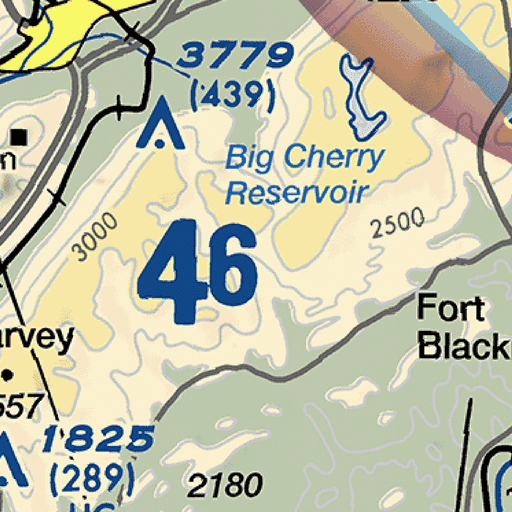 3779
(439)
n
Big Cherry
Reservoir
3000
2500
46
Fort
Black
arvey
557
1825
(289)
2180